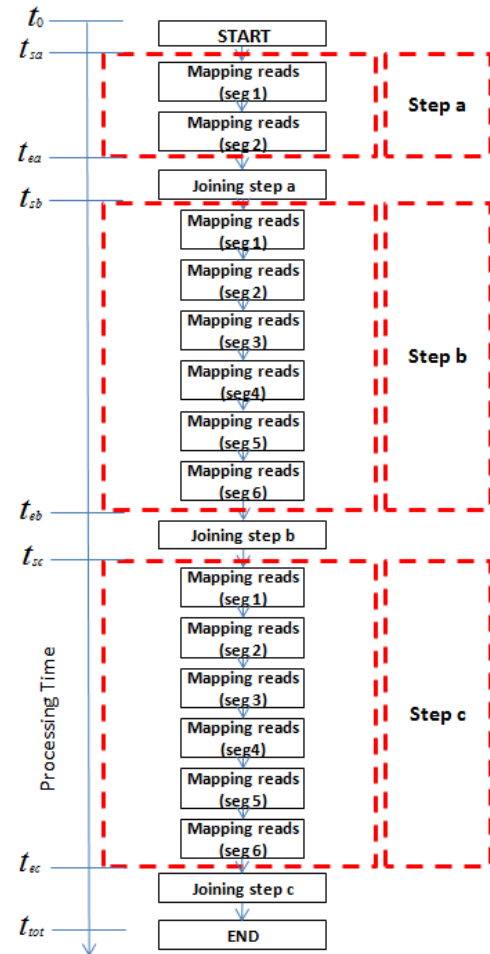 t0
START
tsa
Mapping reads
(seg 1)
Step a
Mapping reads
(seg 2)
tea
Joining step a
tsb
Mapping reads
(seg 1)
Mapping reads
(seg 2)
Mapping reads
(seg 3)
Step b
Mapping reads
(seg4)
Mapping reads
(seg 5)
Mapping reads
(seg 6)
teb
Joining step b
tsc
Mapping reads
(seg 1)
Mapping reads
(seg 2)
Mapping reads
(seg 3)
Processing Time
Step c
Mapping reads
(seg4)
Mapping reads
(seg 5)
Mapping reads
(seg 6)
tec
Joining step c
ttot
END